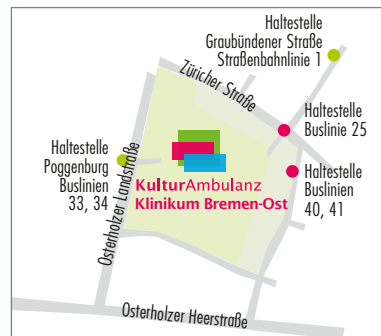 Haltestelle
Graubündener Straße
Straßenbahnlinie 1
Züricher Straße
Haltestelle
Buslinie 25
Haltestelle
Poggenburg
Buslinien
33, 34
Haltestelle
Buslinien
40, 41
Osterholzer Landstraße
KulturAmbulanz
Klinikum Bremen-Ost
Osterholzer Heerstraße